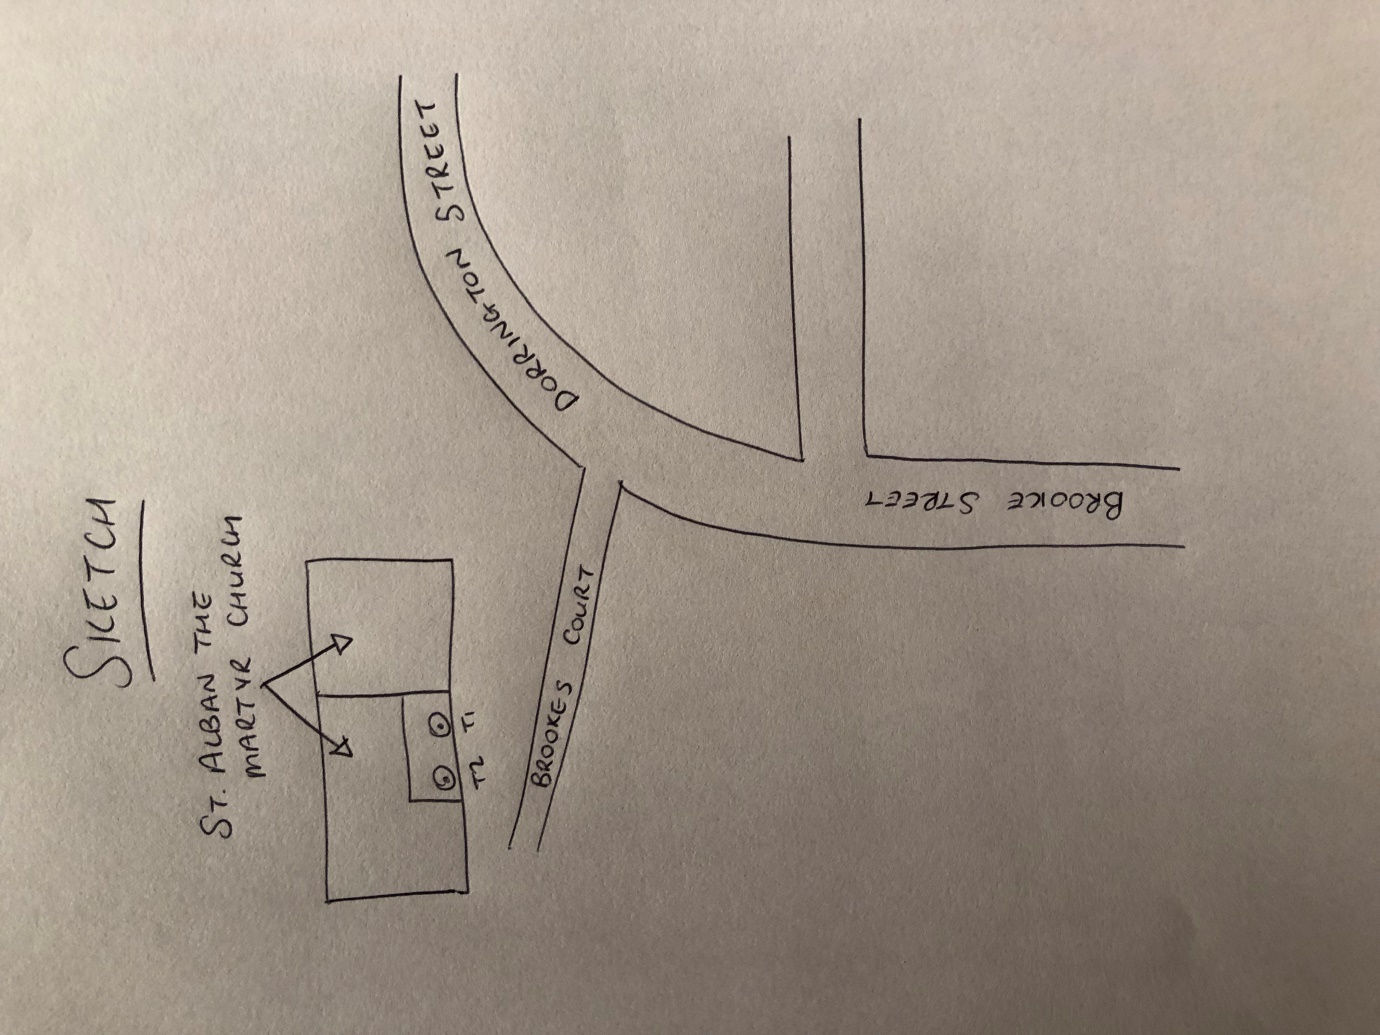 SKETCH
ST. ALBAN THE
MARTYR CHURCH
T2
T1
BROOKES COURT
DORRINGTON STREET
BROOKE STREET